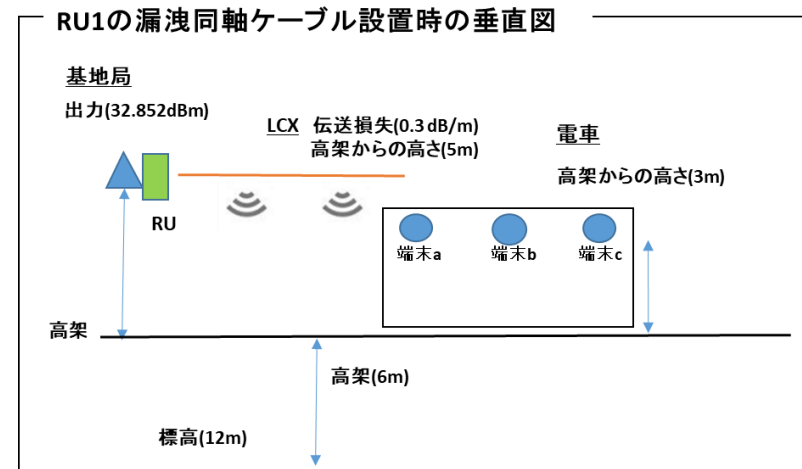 RU1の漏洩同軸ケーブル設置時の垂直図
基地局
出力(32.852dBm)
LCX 伝送損失(0.3 dB/m)
高架からの高さ(5m)
電車
高架からの高さ(3m)
RU
端末a
端末b
端末c
高架
高架(6m)
標高(12m)